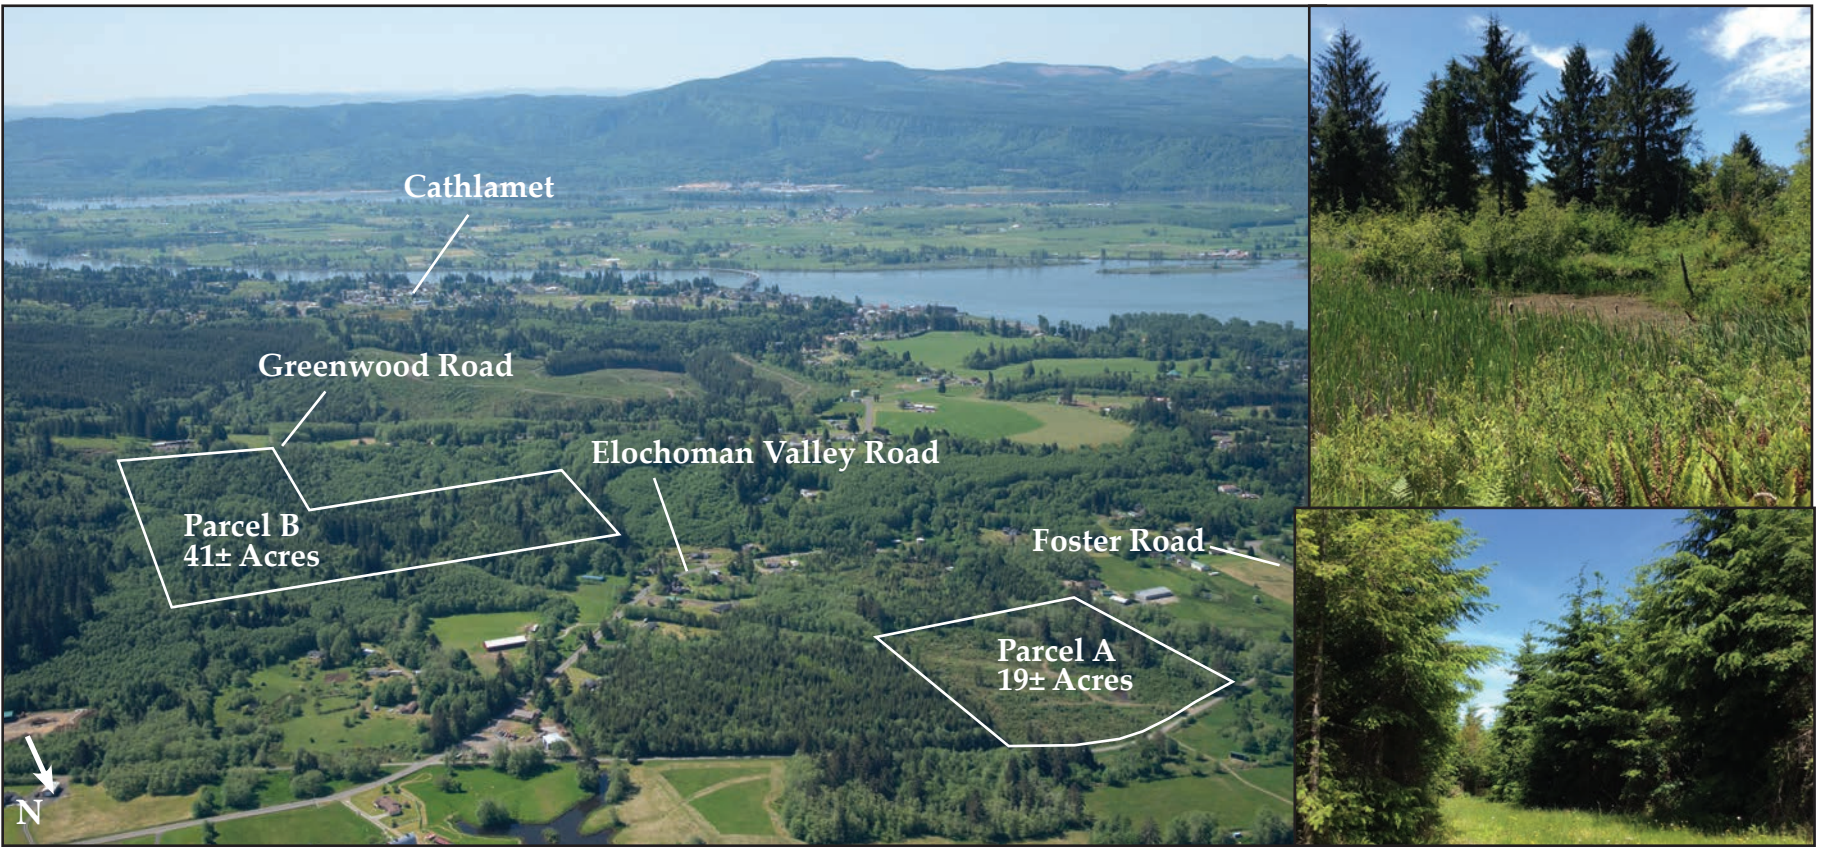 Cathlamet
Greenwood Road
Elochoman Valley Road
Parcel B
41± Acres
Foster Road
Parcel A
19± Acres
N